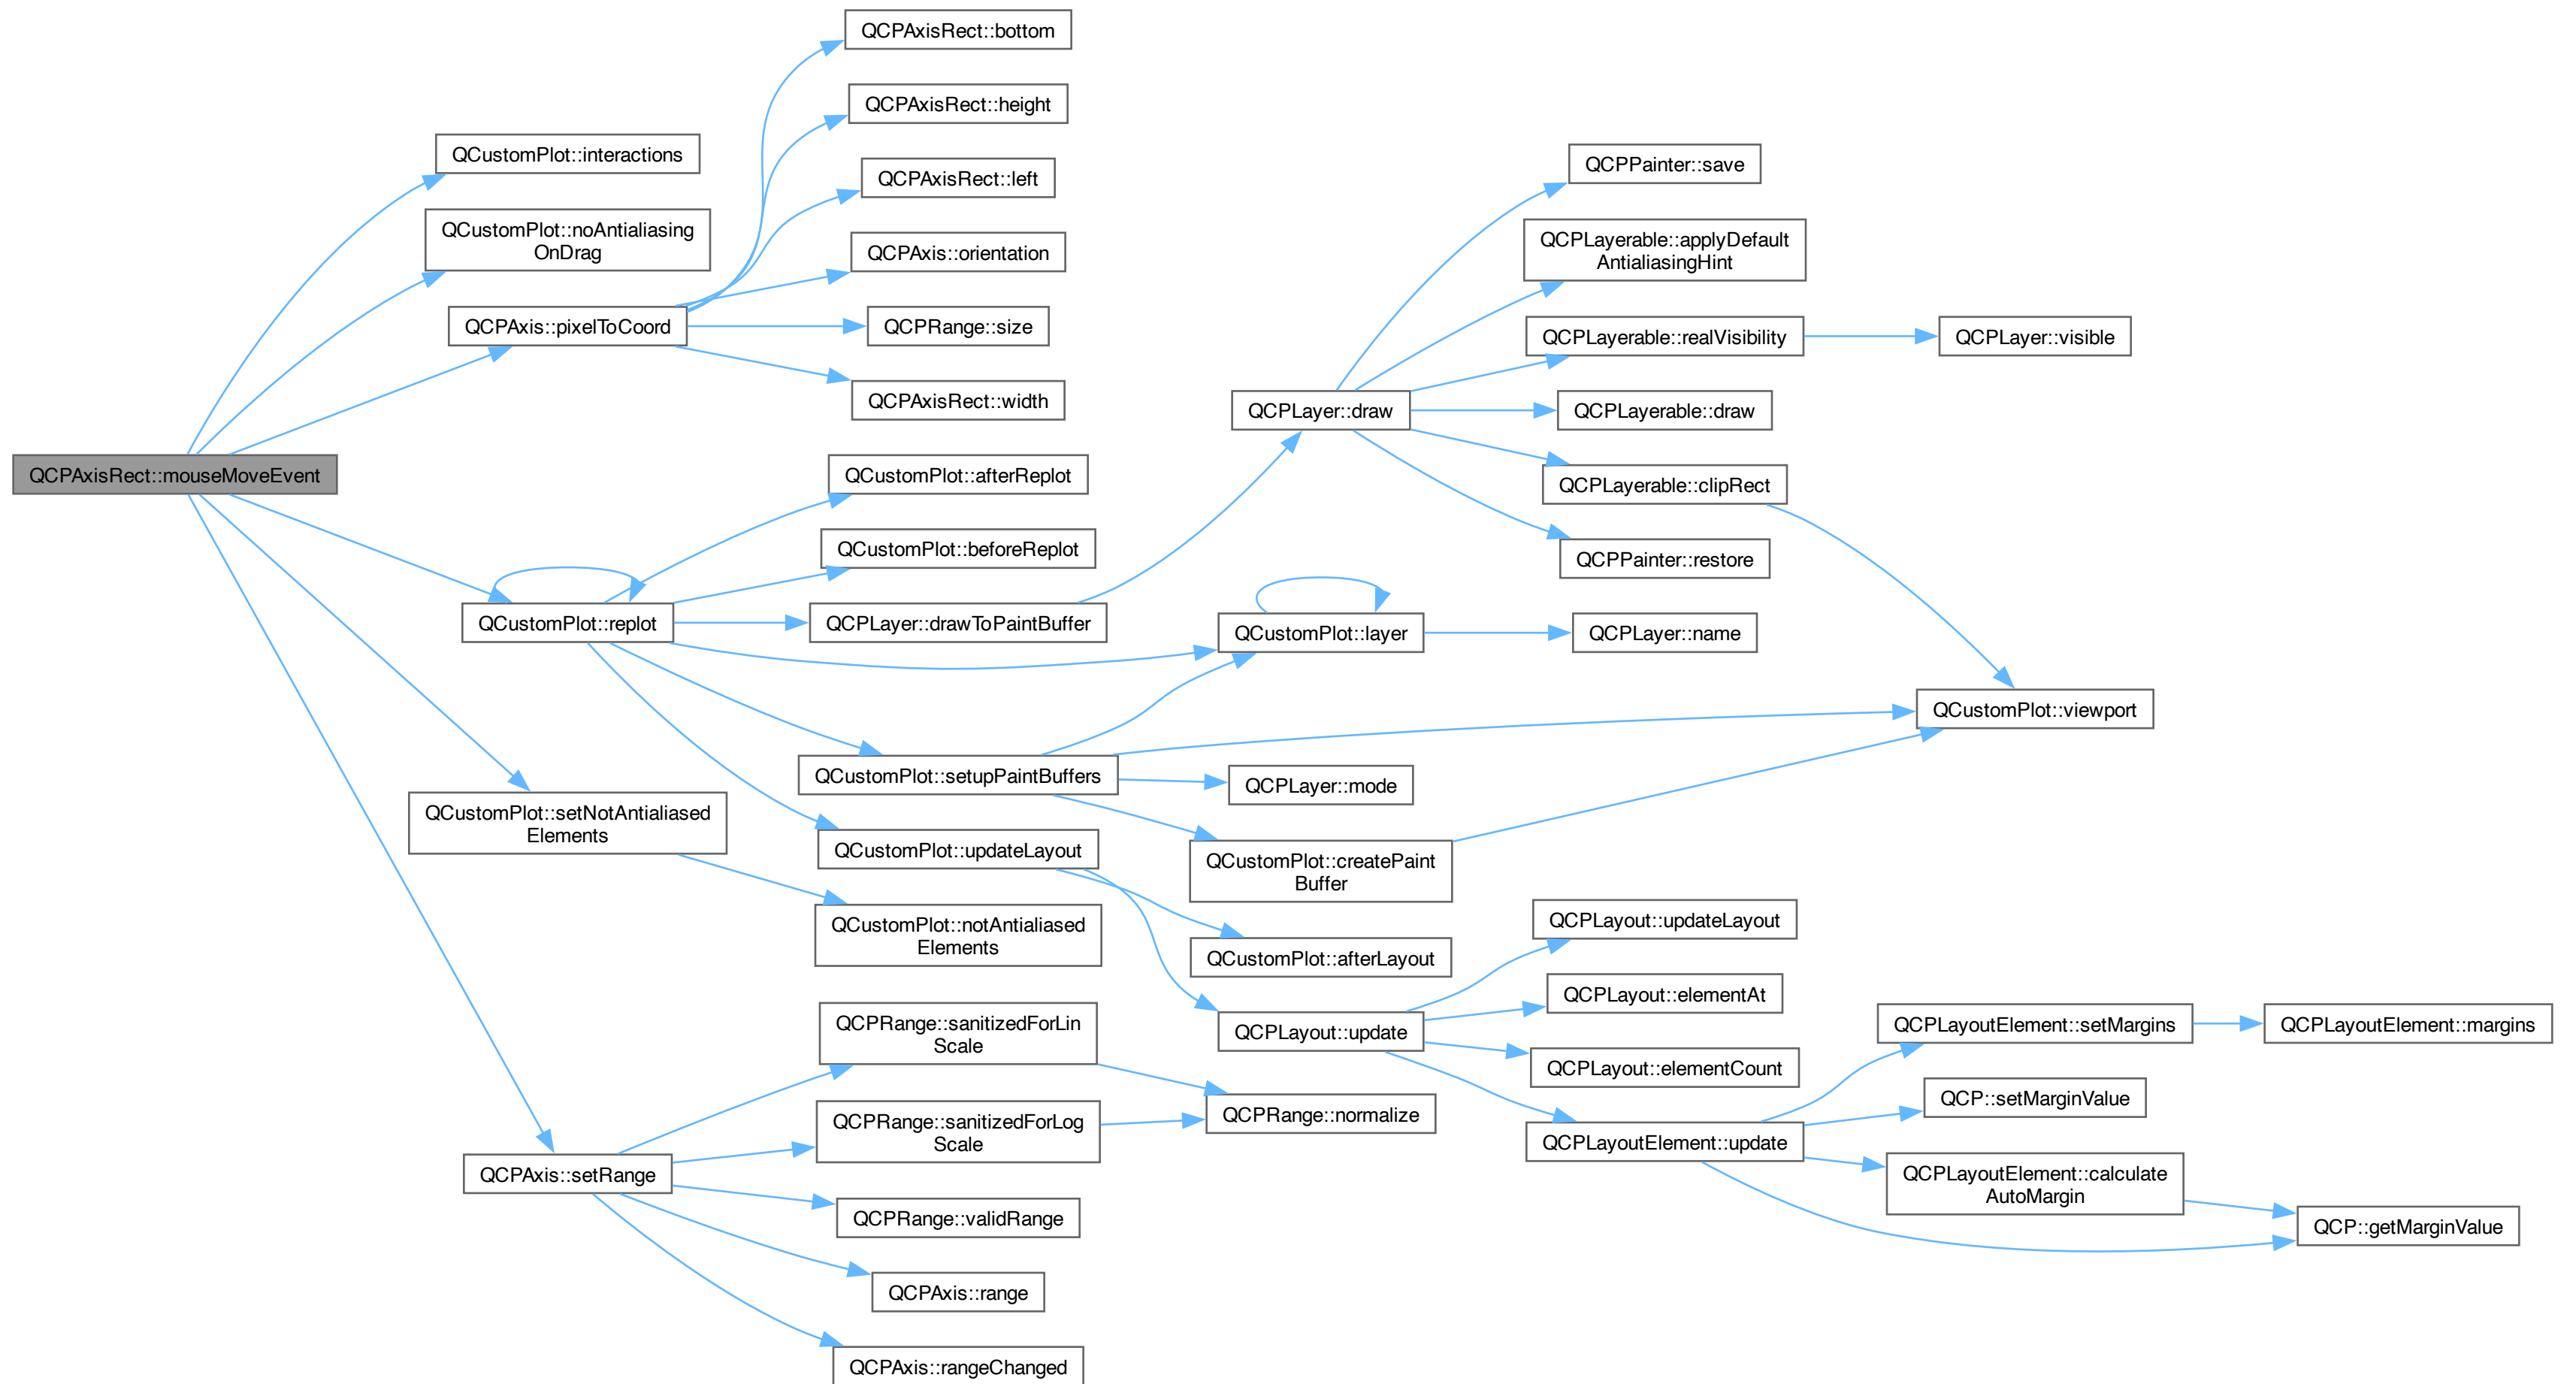 QCPAxisRect::mouseMoveEvent
QCustomPlot::interactions
QCustomPlot::noAntialiasing
OnDrag
QCPAxis::pixelToCoord
QCustomPlot::replot
QCustomPlot::setNotAntialiased
Elements
QCPAxis::setRange
QCPAxisRect::bottom
QCPAxisRect::height
QCPAxisRect::left
QCPAxis::orientation
QCPRange::size
QCPAxisRect::width
QCustomPlot::afterReplot
QCustomPlot::beforeReplot
QCPLayer::drawToPaintBuffer
QCustomPlot::setupPaintBuffers
QCustomPlot::updateLayout
QCustomPlot::notAntialiased
Elements
QCPRange::sanitizedForLin
Scale
QCPRange::sanitizedForLog
Scale
QCPRange::validRange
QCPAxis::range
QCPAxis::rangeChanged
QCPLayer::draw
QCustomPlot::layer
QCPLayer::mode
QCustomPlot::createPaint
Buffer
QCustomPlot::afterLayout
QCPLayout::update
QCPRange::normalize
QCPPainter::save
QCPLayerable::applyDefault
AntialiasingHint
QCPLayerable::realVisibility
QCPLayerable::draw
QCPLayerable::clipRect
QCPPainter::restore
QCPLayer::name
QCPLayout::updateLayout
QCPLayout::elementAt
QCPLayout::elementCount
QCPLayoutElement::update
QCPLayer::visible
QCustomPlot::viewport
QCPLayoutElement::setMargins
QCP::setMarginValue
QCPLayoutElement::calculate
AutoMargin
QCPLayoutElement::margins
QCP::getMarginValue